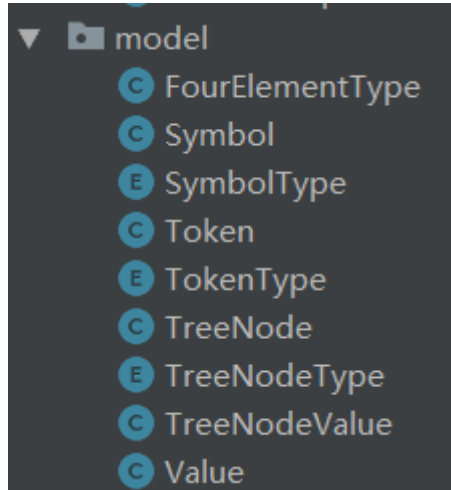 model
C FourElementType
C Symbol
E SymbolType
C Token
E TokenType
C TreeNode
E TreeNodeType
C TreeNodeValue
C Value